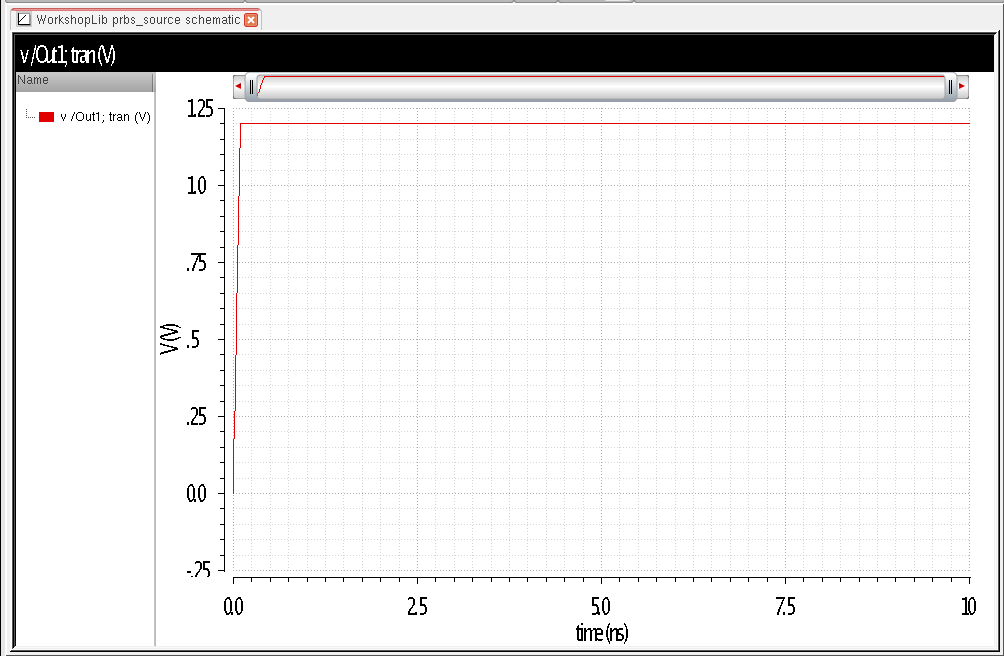 WorkshopLib prbs_source schematic
v /Out1; tran (V)
Name
v /Out1; tran (V)
1.25
1.0
.75
.5
.25
0.0
-.25
V (V)
0.0 2.5 5.0 7.5 10
time (ns)